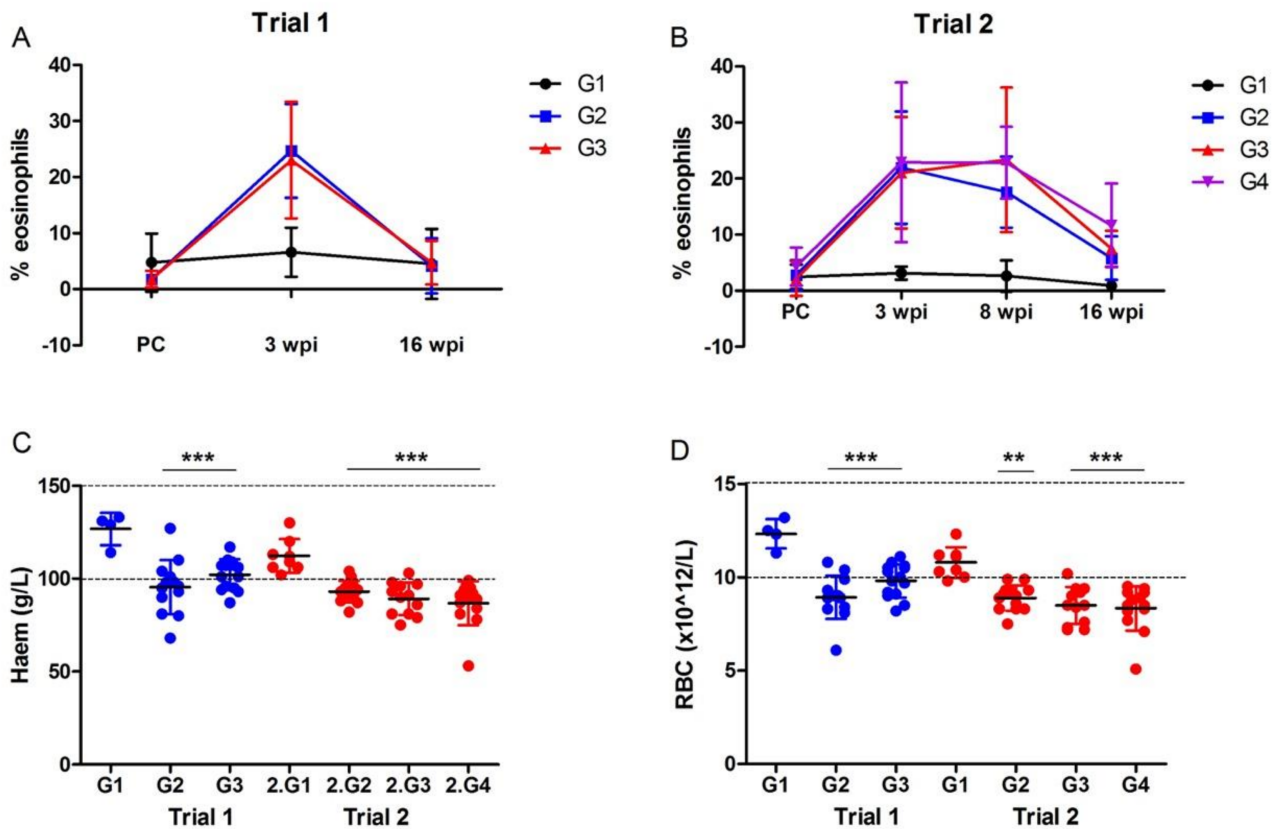 A
Trial 1
% eosinophils
40
30
20
10
0
-10
PC
3 wpi
16 wpi
G1
G2
G3
B
Trial 2
% eosinophils
40
30
20
10
0
-10
PC
3 wpi
8 wpi
16 wpi
G1
G2
G3
G4
C
Haem (g/L)
150
100
50
0
***
***
G1
G2
G3
2.G1
2.G2
2.G3
2.G4
Trial 1
Trial 2
D
RBC (x10^12/L)
15
10
5
0
***
**
***
G1
G2
G3
G1
G2
G3
G4
Trial 1
Trial 2